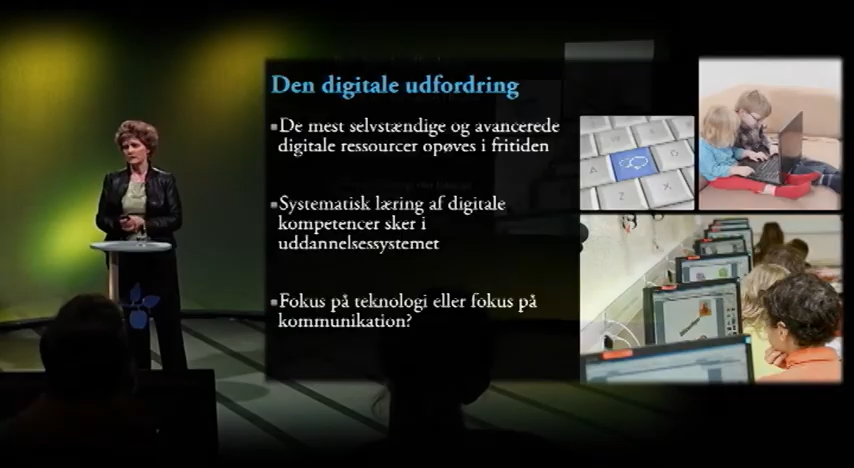 Den digitale udfordring
De mest selvstændige og avancerede
digitale ressourcer opøves i fritiden
Systematisk læring af digitale
kompetencer sker i
uddannelsessystemet
Fokus på teknologi eller fokus på
kommunikation?
A
Z
X